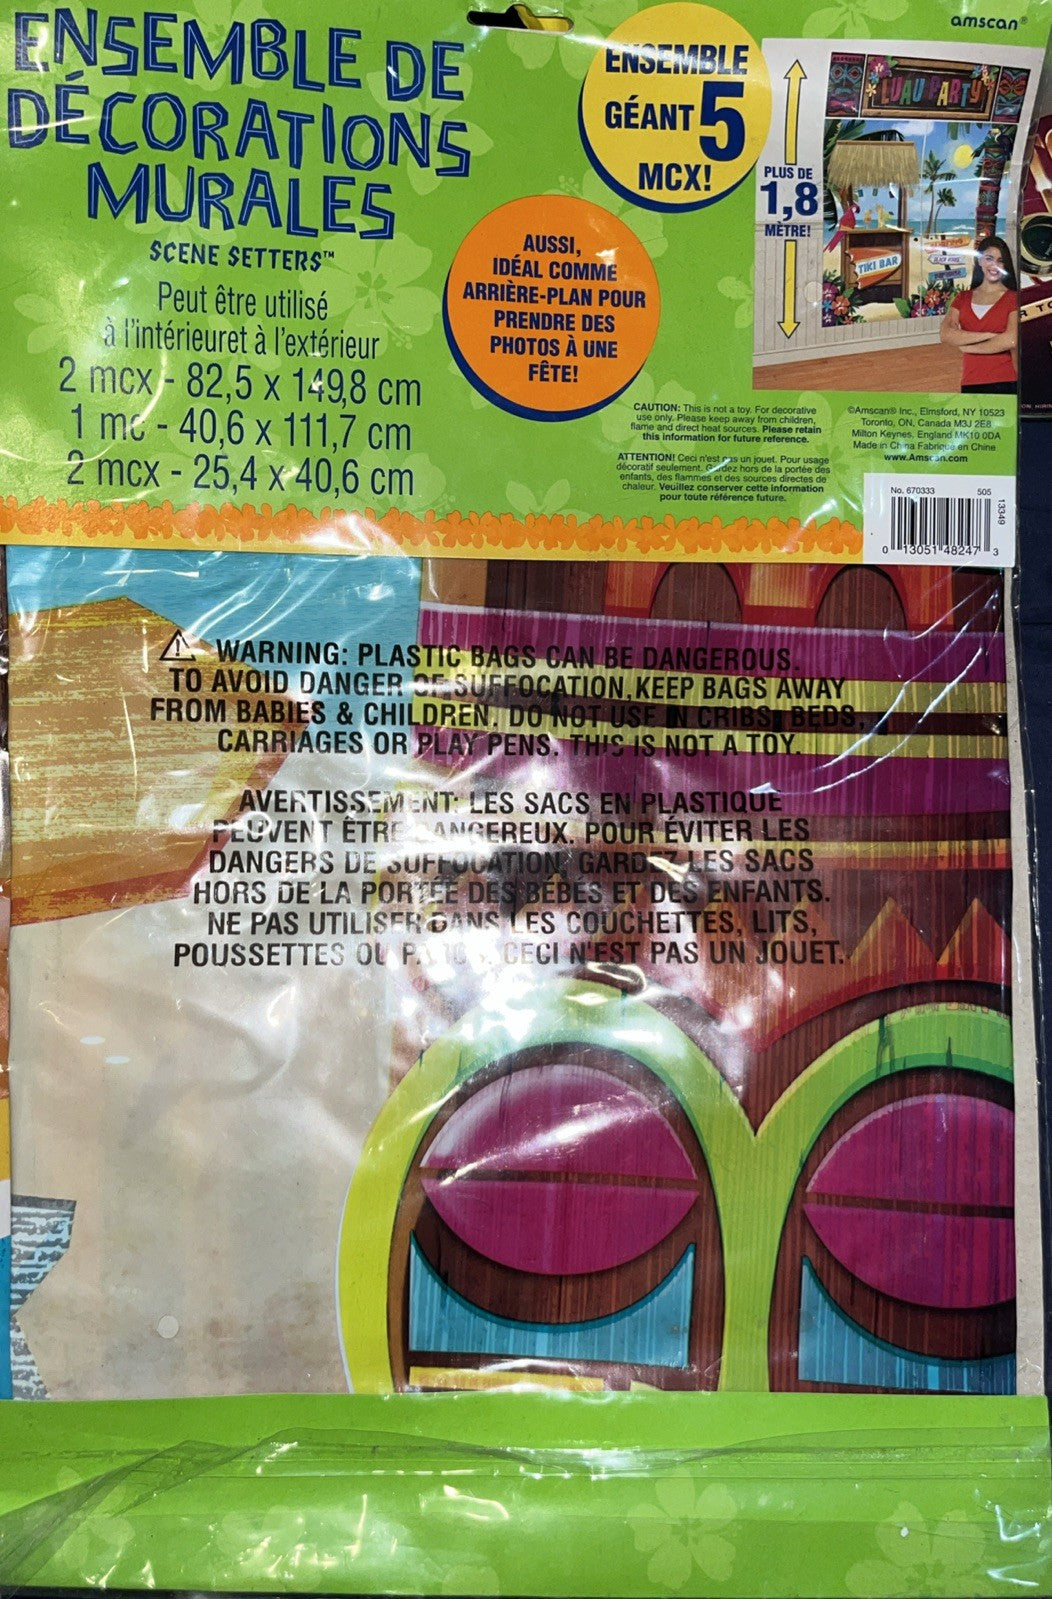 amscan®
ENSEMBLE DE
DÉCORATIONS
MURALES
SCENE SETTERS™
Peut être utilisé
à l'intérieuret à l'extérieur
2 mcx - 82,5 x 149,8 cm
1 mc - 40,6 x 111,7 cm
2 mcx - 25,4 x 40,6 cm
ENSEMBLE
GÉANT 5
MCX!
AUSSI,
IDÉAL COMME
ARRIÈRE-PLAN POUR
PRENDRE DES
PHOTOS À UNE
FÊTE!
PLUS DE
1,8
MÈTRE!
LUAU PARTY
TIKI BAR
CAUTION: This is not a toy. For decorative
use only. Please keep away from children,
flame and direct heat sources. Please retain
this information for future reference.
ATTENTION! Ceci n'est pas un jouet. Pour usage
décoratif seulement. Gardez hors de la portée des
enfants, des flammes et des sources directes de
chaleur. Veuillez conserver cette information
pour toute référence future.
©Amscan® Inc., Elmsford, NY 10523
Toronto, ON, Canada M3J 2E8
Milton Keynes, England MK10 0DA
Made in China Fabriqué en Chine
www.Amscan.com
No. 670333 505
13349
0 13051 48247 3
WARNING: PLASTIC BAGS CAN BE DANGEROUS.
TO AVOID DANGER OF SUFFOCATION,KEEP BAGS AWAY
FROM BABIES & CHILDREN. DO NOT USE IN CRIBS, BEDS,
CARRIAGES OR PLAY PENS. THIS IS NOT A TOY.
AVERTISSEMENT: LES SACS EN PLASTIQUE
PEUVENT ÊTRE DANGEREUX. POUR ÉVITER LES
DANGERS DE SUFFOCATION, GARDEZ LES SACS
HORS DE LA PORTÉE DES BÉBÉS ET DES ENFANTS.
NE PAS UTILISER DANS LES COUCHETTES, LITS,
POUSSETTES OU CECI N'EST PAS UN JOUET.